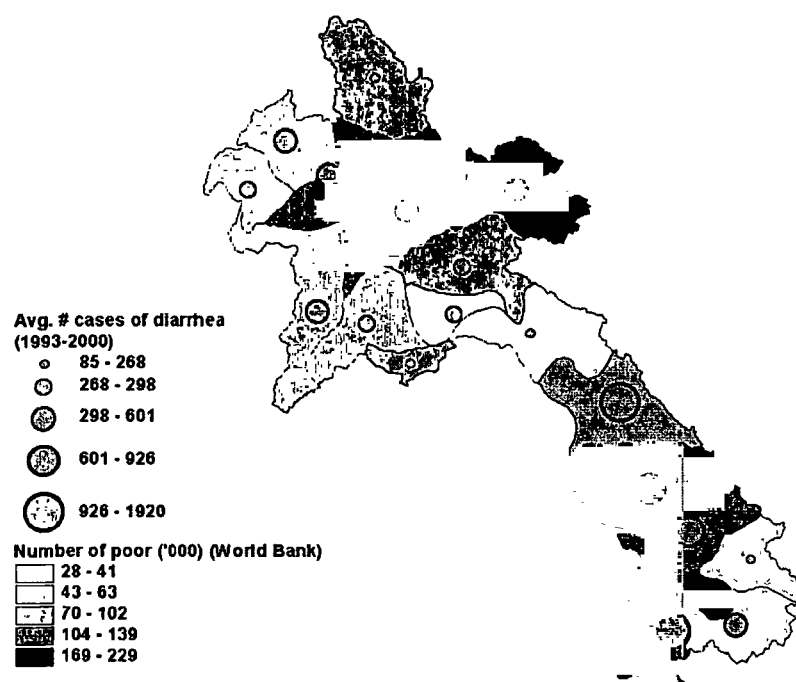 Avg. # cases of diarrhea
(1993-2000)
85 - 268
268 - 298
298 - 601
601 - 926
926 - 1920
Number of poor ('000) (World Bank)
28 - 41
43 - 63
70 - 102
104 - 139
169 - 229